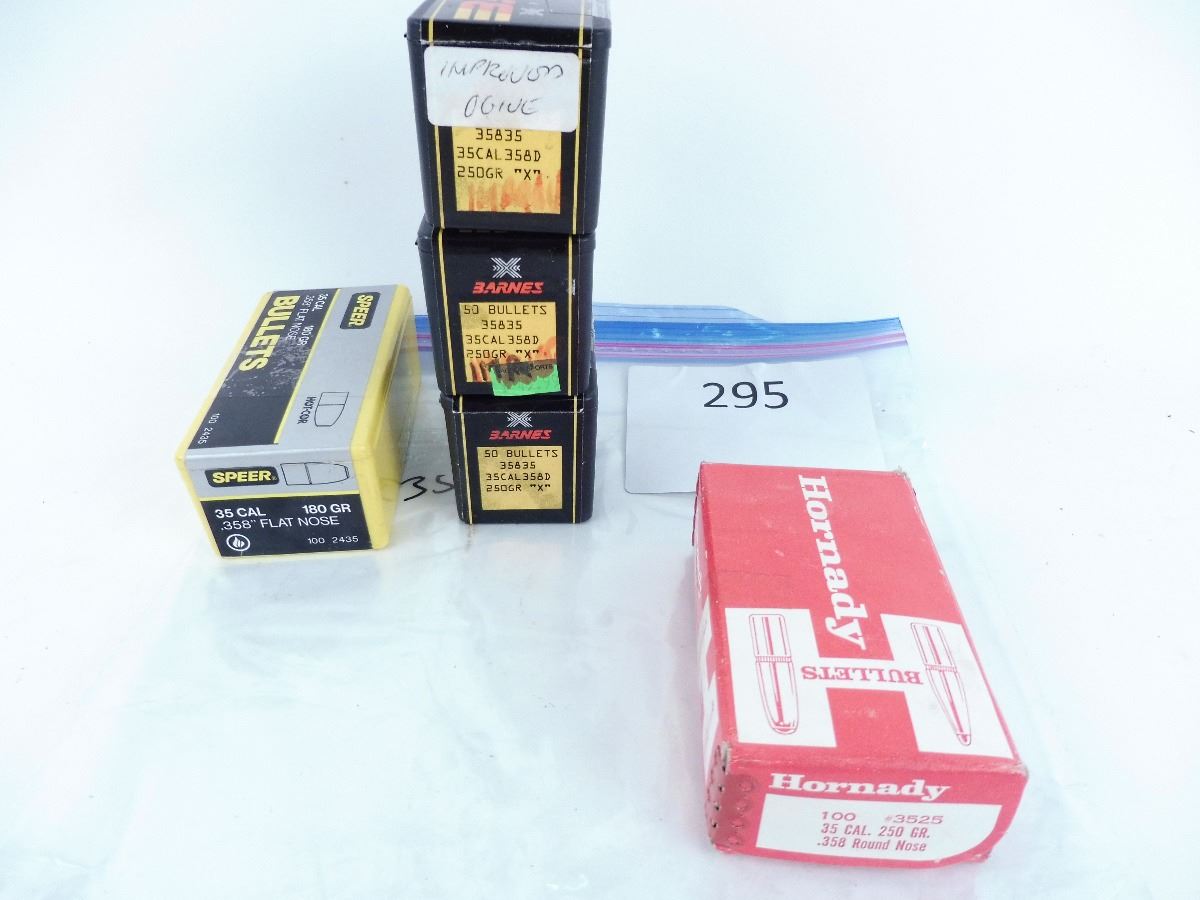 IMPROVED
OGIVE
35835
35CAL358D
250GR "X"
BARNES
50 BULLETS
35835
35CAL358D
250GR "X"
BARNES
50 BULLETS
35835
35CAL358D
250GR "X"
35 CAL 180 GR
.358" FLAT NOSE
BULLETS
SPEER
HOT-COR
100 2435
SPEER
35 CAL 180 GR
.358" FLAT NOSE
100 2435
35
295
Hornady
BULLETS
Hornady
100 #3525
35 CAL. 250 GR.
.358 Round Nose